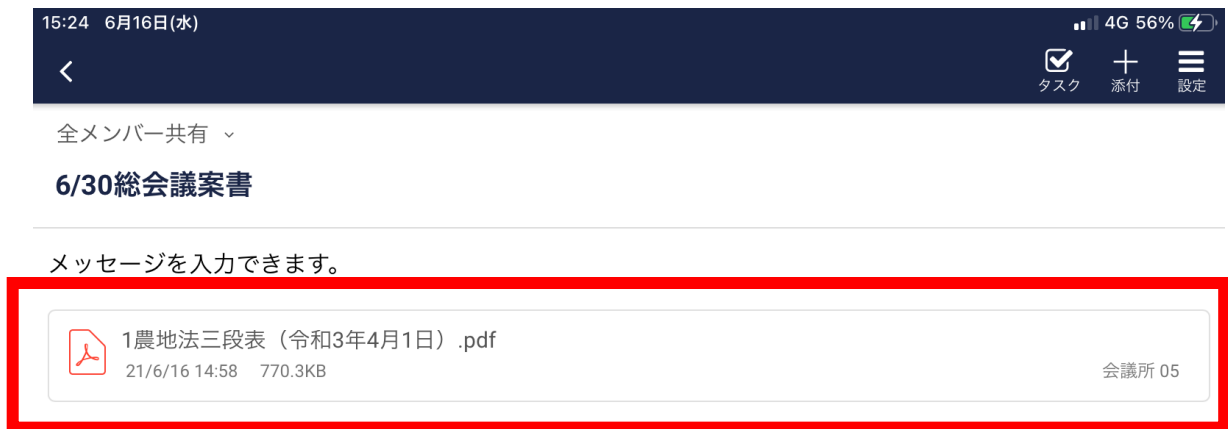 15:24 6月16日(水)
4G 56%
タスク 添付 設定
全メンバー共有
6/30総会議案書
メッセージを入力できます。
1農地法三段表（令和3年4月1日）.pdf
21/6/16 14:58 770.3KB
会議所 05